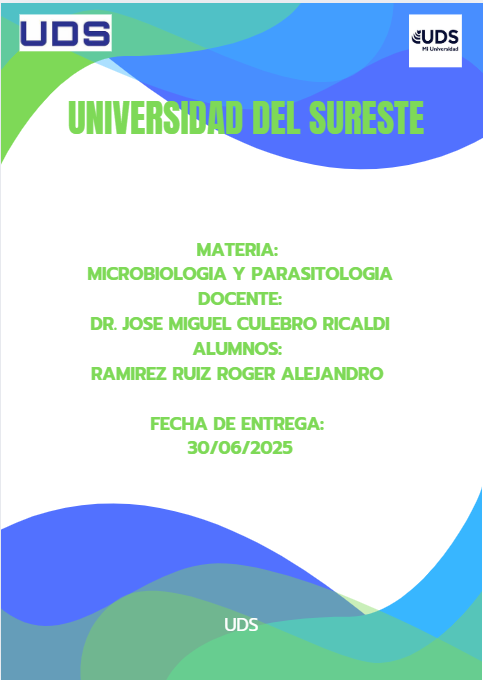 UDS
UDS
Mi Universidad
UNIVERSIDAD DEL SURESTE
MATERIA:
MICROBIOLOGIA Y PARASITOLOGIA
DOCENTE:
DR. JOSE MIGUEL CULEBRO RICALDI
ALUMNOS:
RAMIREZ RUIZ ROGER ALEJANDRO
FECHA DE ENTREGA:
30/06/2025
UDS